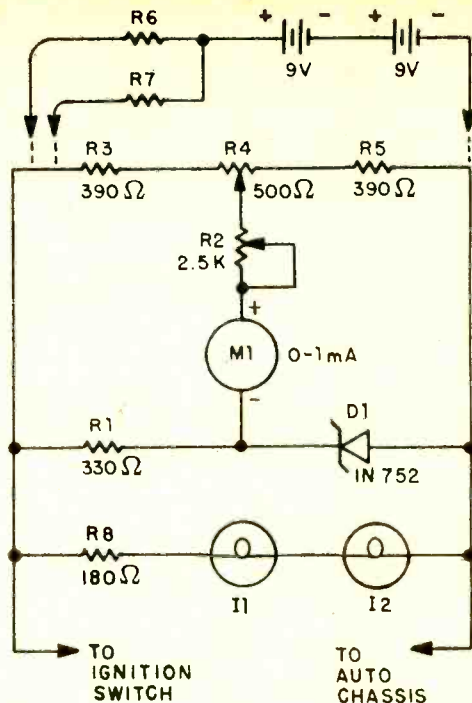 R6
+ - + -
R7
9V 9V
R3 R4 R5
390Ω 500Ω 390Ω
R2
2.5K
+
M1 0-1mA
-
R1 D1
330Ω IN 752
R8
180Ω
I1 I2
TO TO
IGNITION AUTO
SWITCH CHASSIS